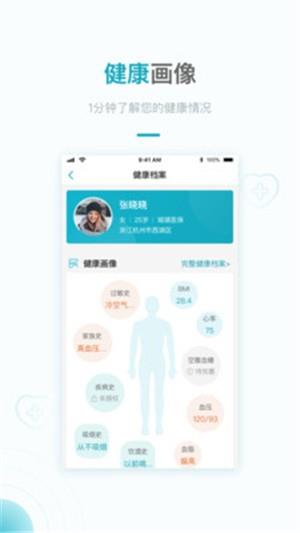 健康画像
1分钟了解您的健康情况
9:41 AM
100%
健康档案
张晓晓
女 | 25岁 | 城镇医保
浙江杭州市西湖区
健康画像
完整健康档案>
过敏史
冷空气...
BMI
28.4
心率
75
家族史
高血压...
空腹血糖
待完善
疾病史
未授权
血压
120/93
吸烟史
从不吸烟
饮酒史
以前喝...
血脂
偏高